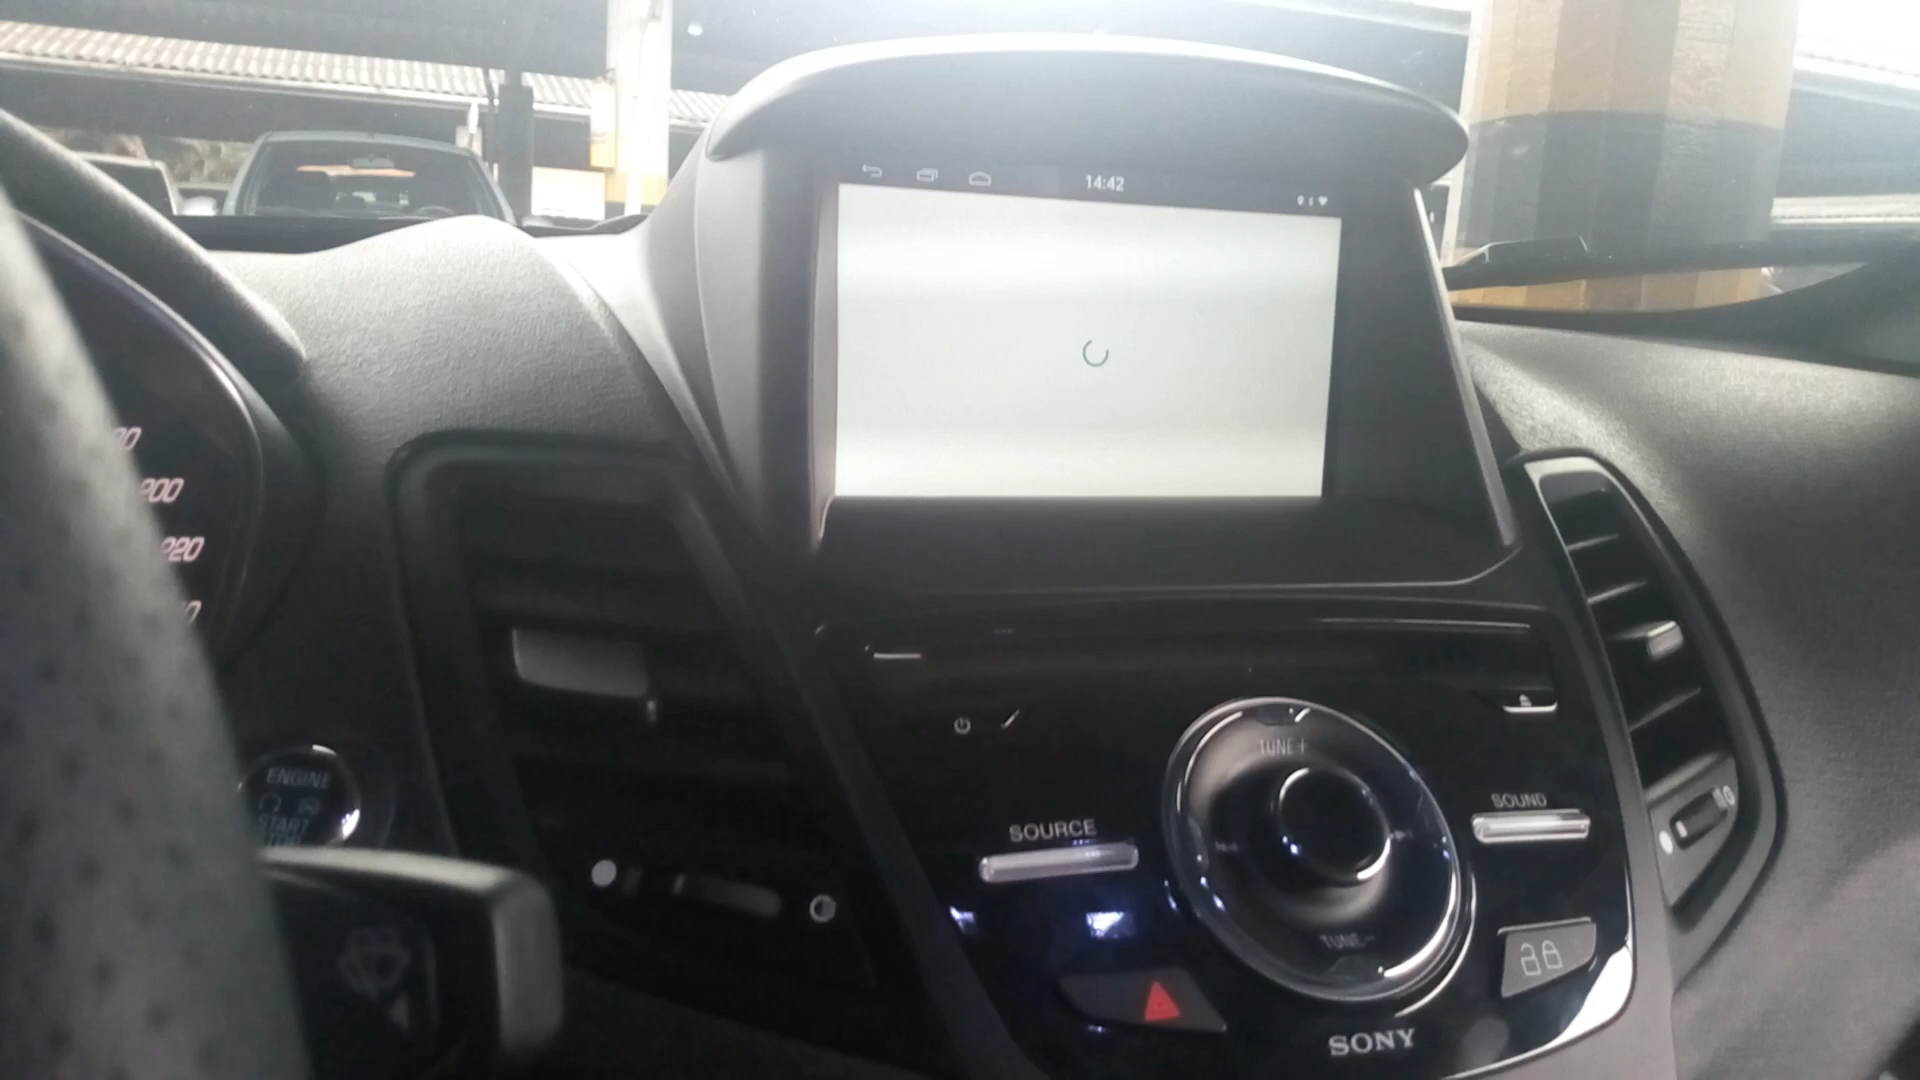 14:42
200
220
ENGINE
START
TUNE+
SOURCE
SOUND
TUNE-
SONY